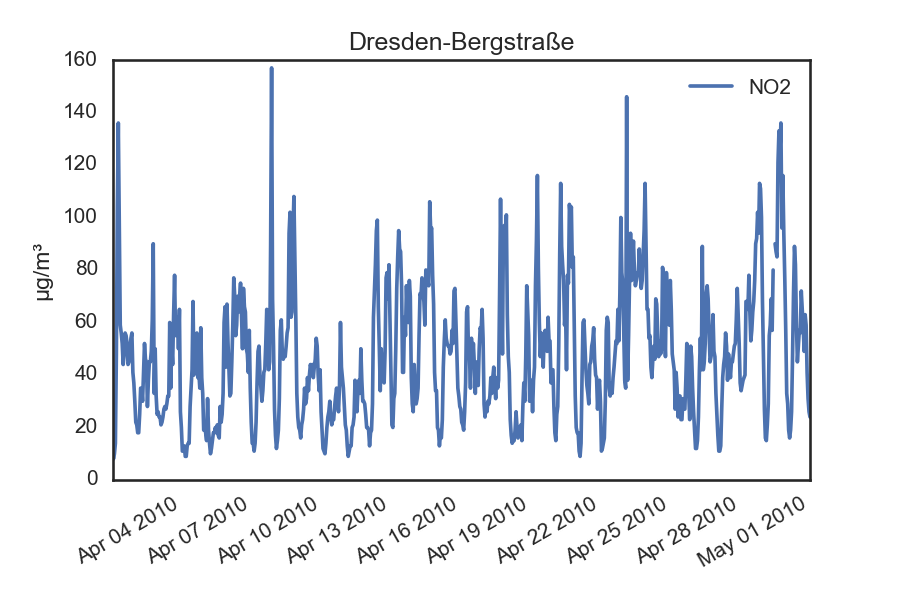 Dresden-Bergstraße
NO2
µg/m³
160
140
120
100
80
60
40
20
0
Apr 04 2010
Apr 07 2010
Apr 10 2010
Apr 13 2010
Apr 16 2010
Apr 19 2010
Apr 22 2010
Apr 25 2010
Apr 28 2010
May 01 2010